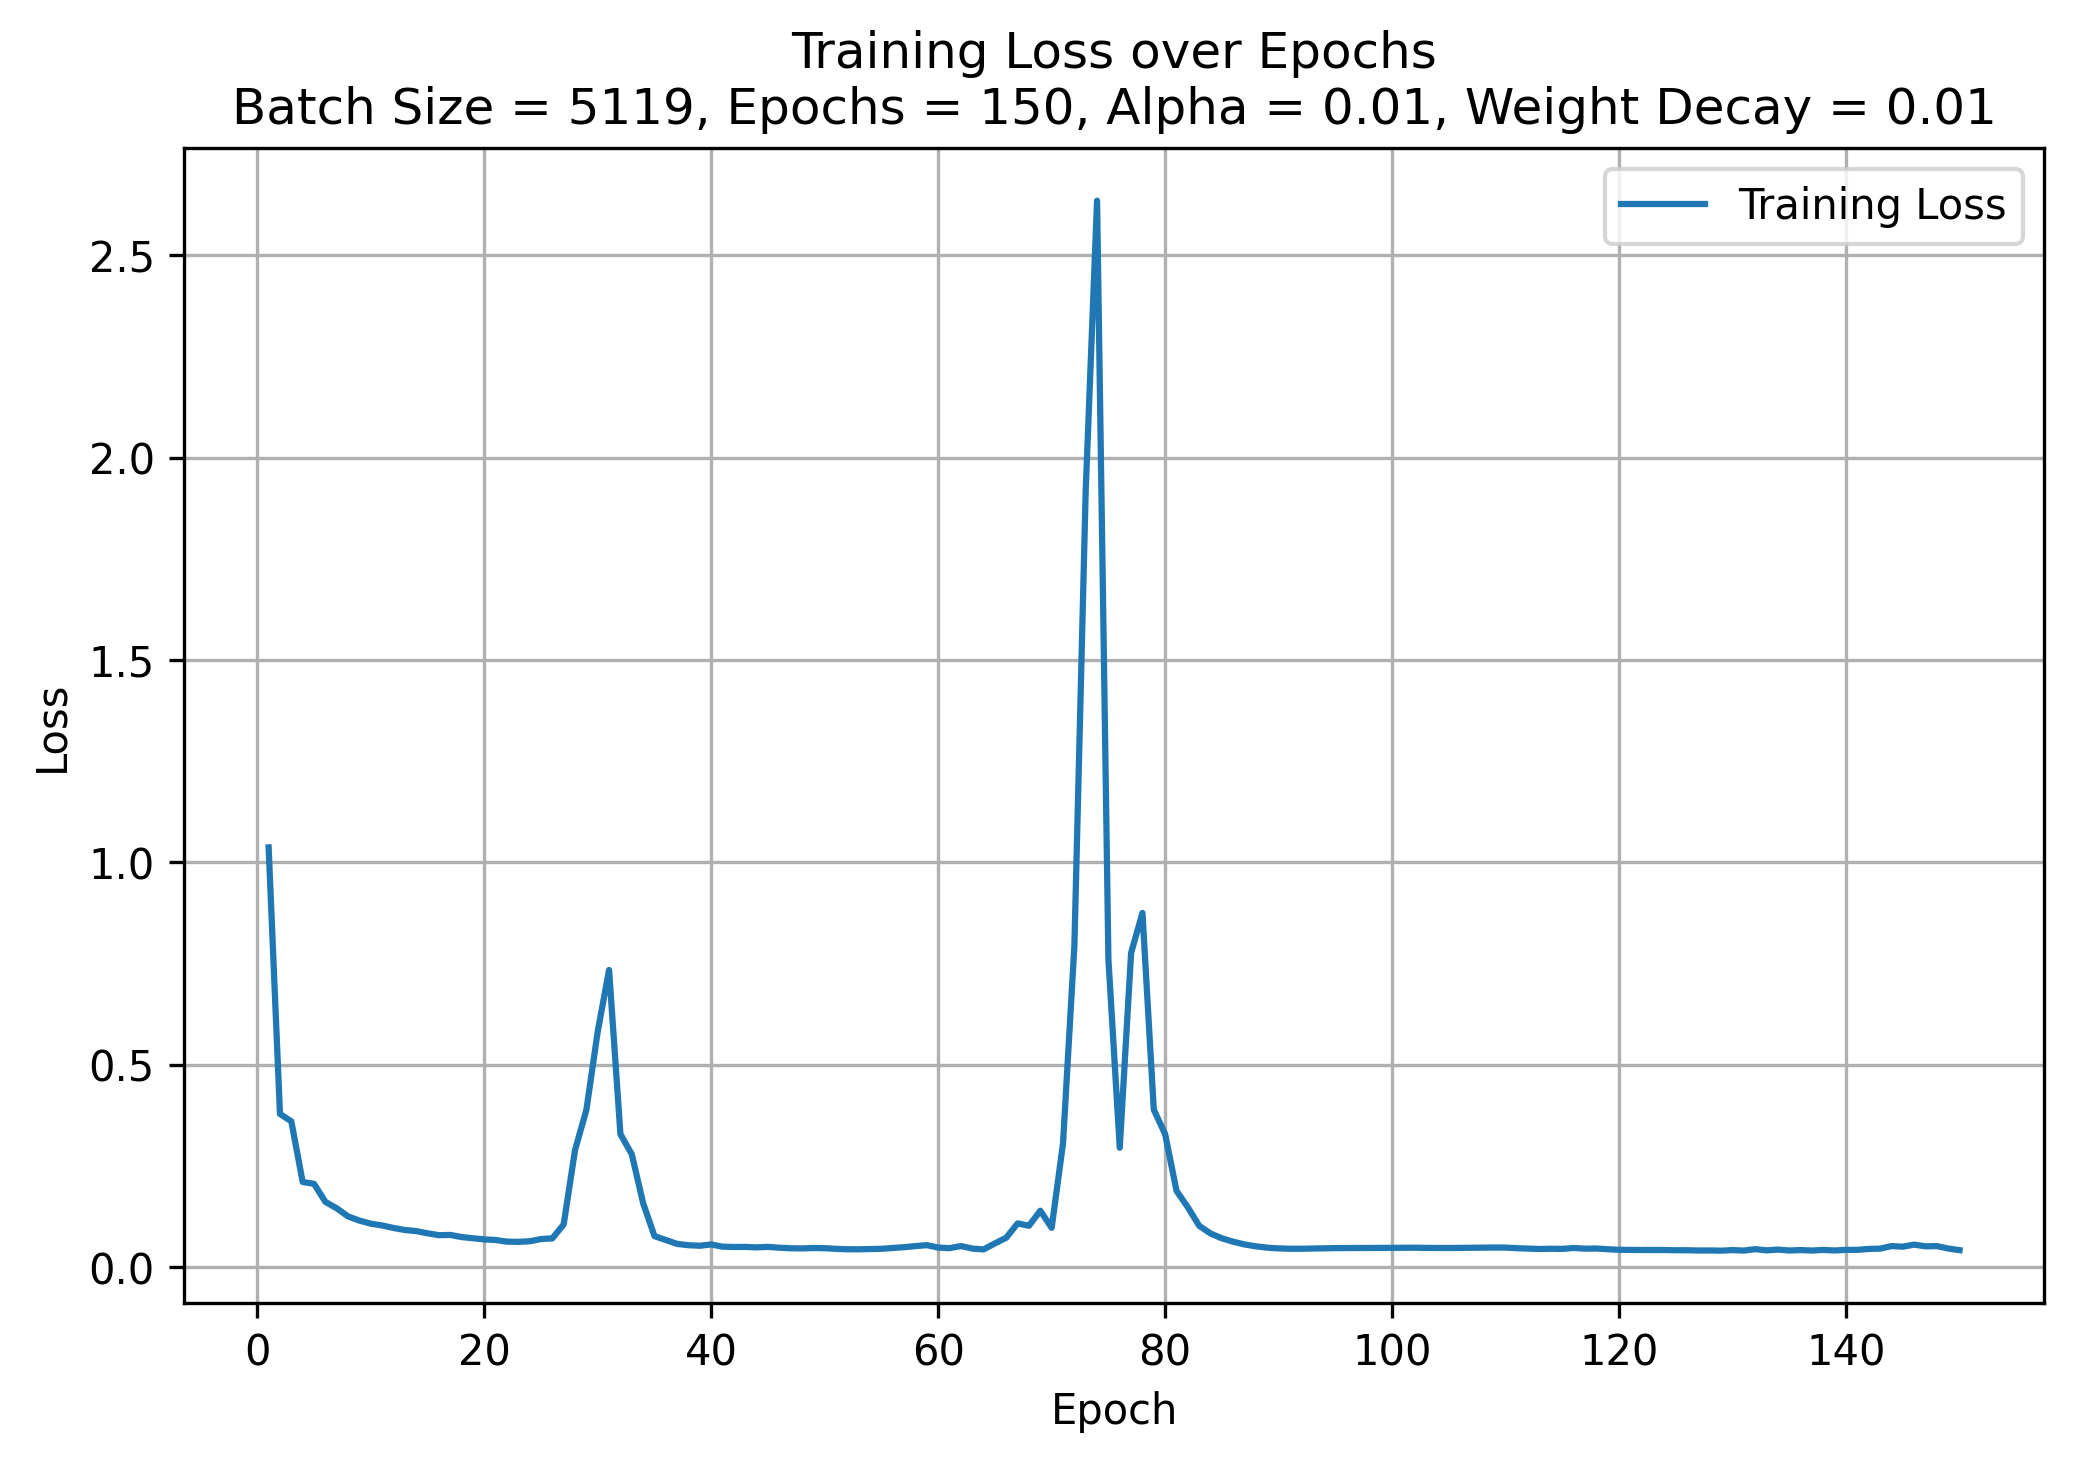 Training Loss over Epochs
Batch Size = 5119, Epochs = 150, Alpha = 0.01, Weight Decay = 0.01
Training Loss
2.5
2.0
1.5
1.0
0.5
0.0
Loss
0 20 40 60 80 100 120 140
Epoch